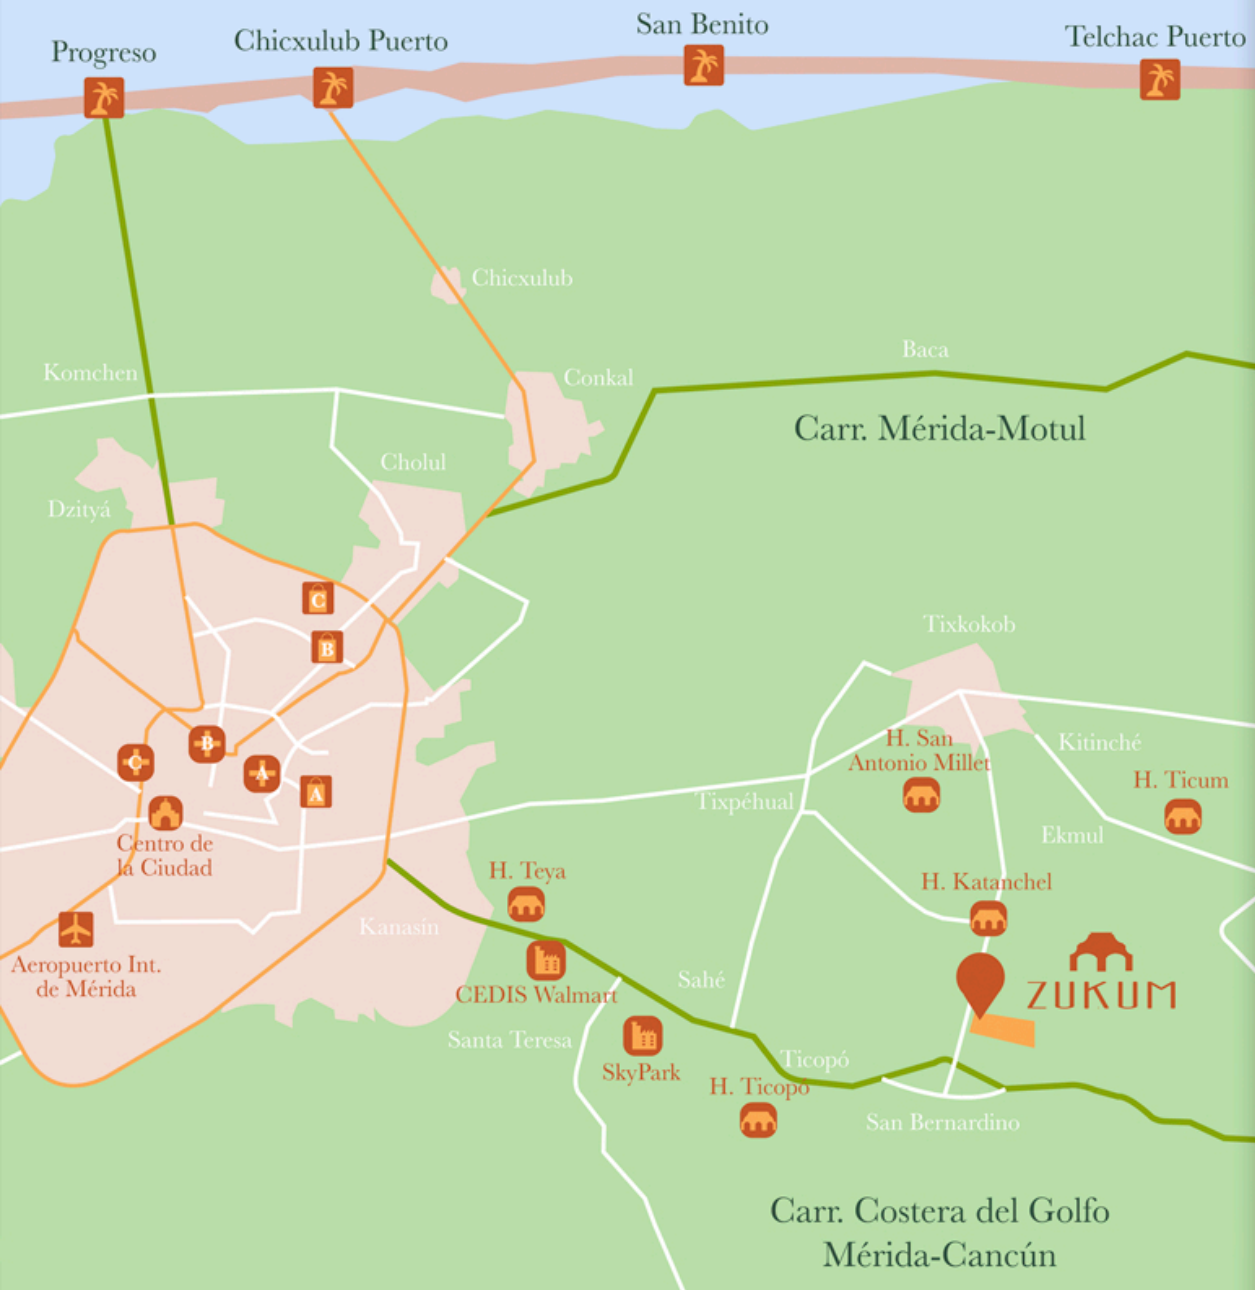 Progreso
Chicxulub Puerto
San Benito
Telchac Puerto
Chicxulub
Komchen
Conkal
Baca
Carr. Mérida-Motul
Cholul
Dzityá
C
B
Tixkokob
B
C
A
A
H. San
Antonio Millet
Kitinché
H. Ticum
Tixpéhual
Ekmul
Centro de
la Ciudad
H. Teya
H. Katanchel
Kanasin
Aeropuerto Int.
de Mérida
CEDIS Walmart
Sahé
ZUKUM
Santa Teresa
SkyPark
Ticopó
H. Ticopó
San Bernardino
Carr. Costera del Golfo
Mérida-Cancún